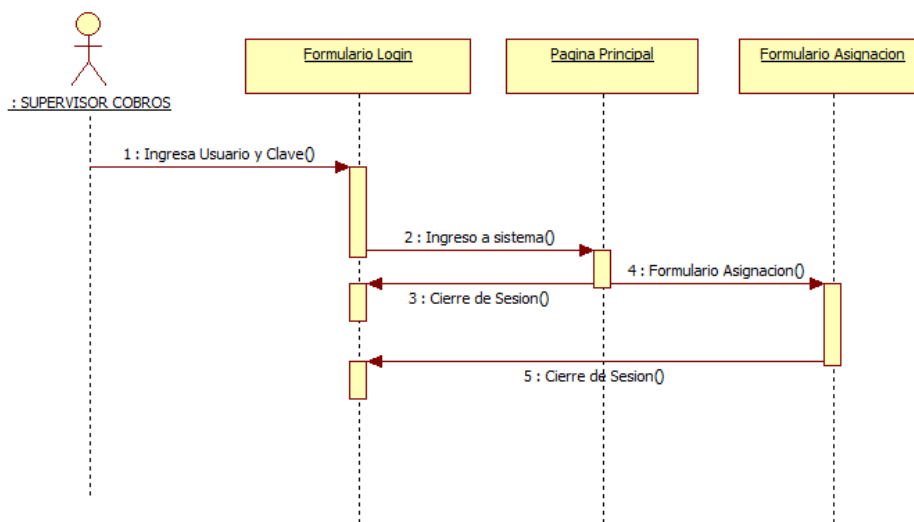 Formulario Login
Pagina Principal
Formulario Asignacion
: SUPERVISOR COBROS
1 : Ingresa Usuario y Clave()
2 : Ingreso a sistema()
4 : Formulario Asignacion()
3 : Cierre de Sesion()
5 : Cierre de Sesion()